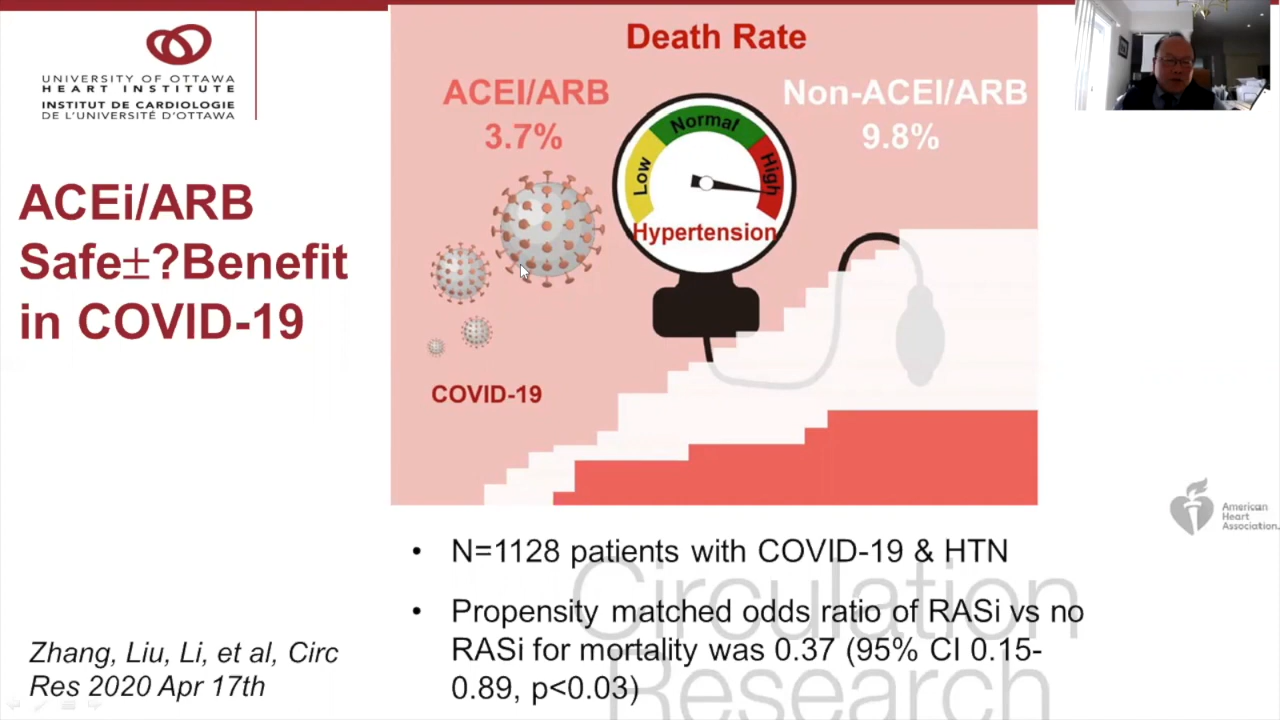 UNIVERSITY OF OTTAWA
HEART INSTITUTE
INSTITUT DE CARDIOLOGIE
DE L'UNIVERSITÉ D'OTTAWA
ACEi/ARB
Safe±?Benefit
in COVID-19
Death Rate
ACEI/ARB
3.7%
Non-ACEI/ARB
9.8%
Low
Normal
High
Hypertension
COVID-19
American
Heart
Association.
• N=1128 patients with COVID-19 & HTN
• Propensity matched odds ratio of RASi vs no
RASi for mortality was 0.37 (95% CI 0.15-
0.89, p<0.03)
Circulation
Research
Zhang, Liu, Li, et al, Circ
Res 2020 Apr 17th